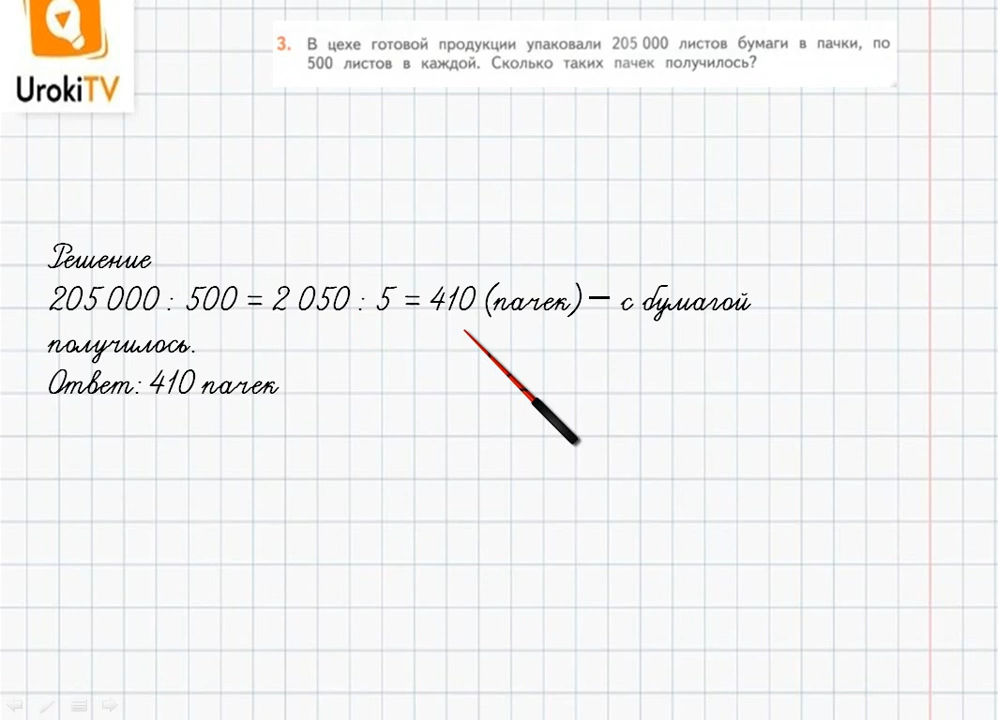 UrokiTV
3. В цехе готовой продукции упаковали 205 000 листов бумаги в пачки, по
500 листов в каждой. Сколько таких пачек получилось?
Решение
205 000 : 500 = 2 050 : 5 = 410 (пачек) — с бумагой
получилось.
Ответ: 410 пачек